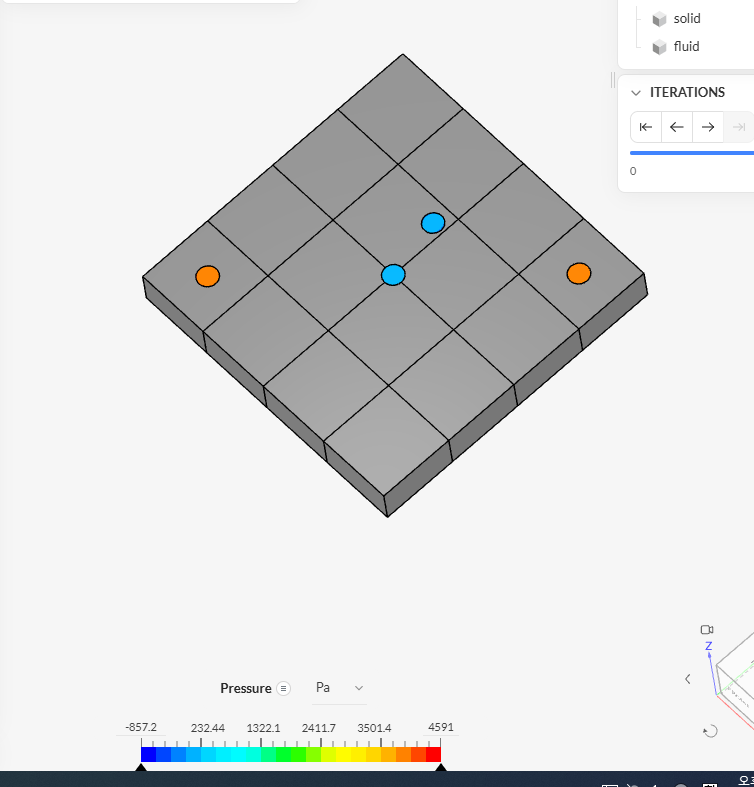 solid
fluid
ITERATIONS
0
Z
Pressure Pa
-857.2 232.44 1322.1 2411.7 3501.4 4591